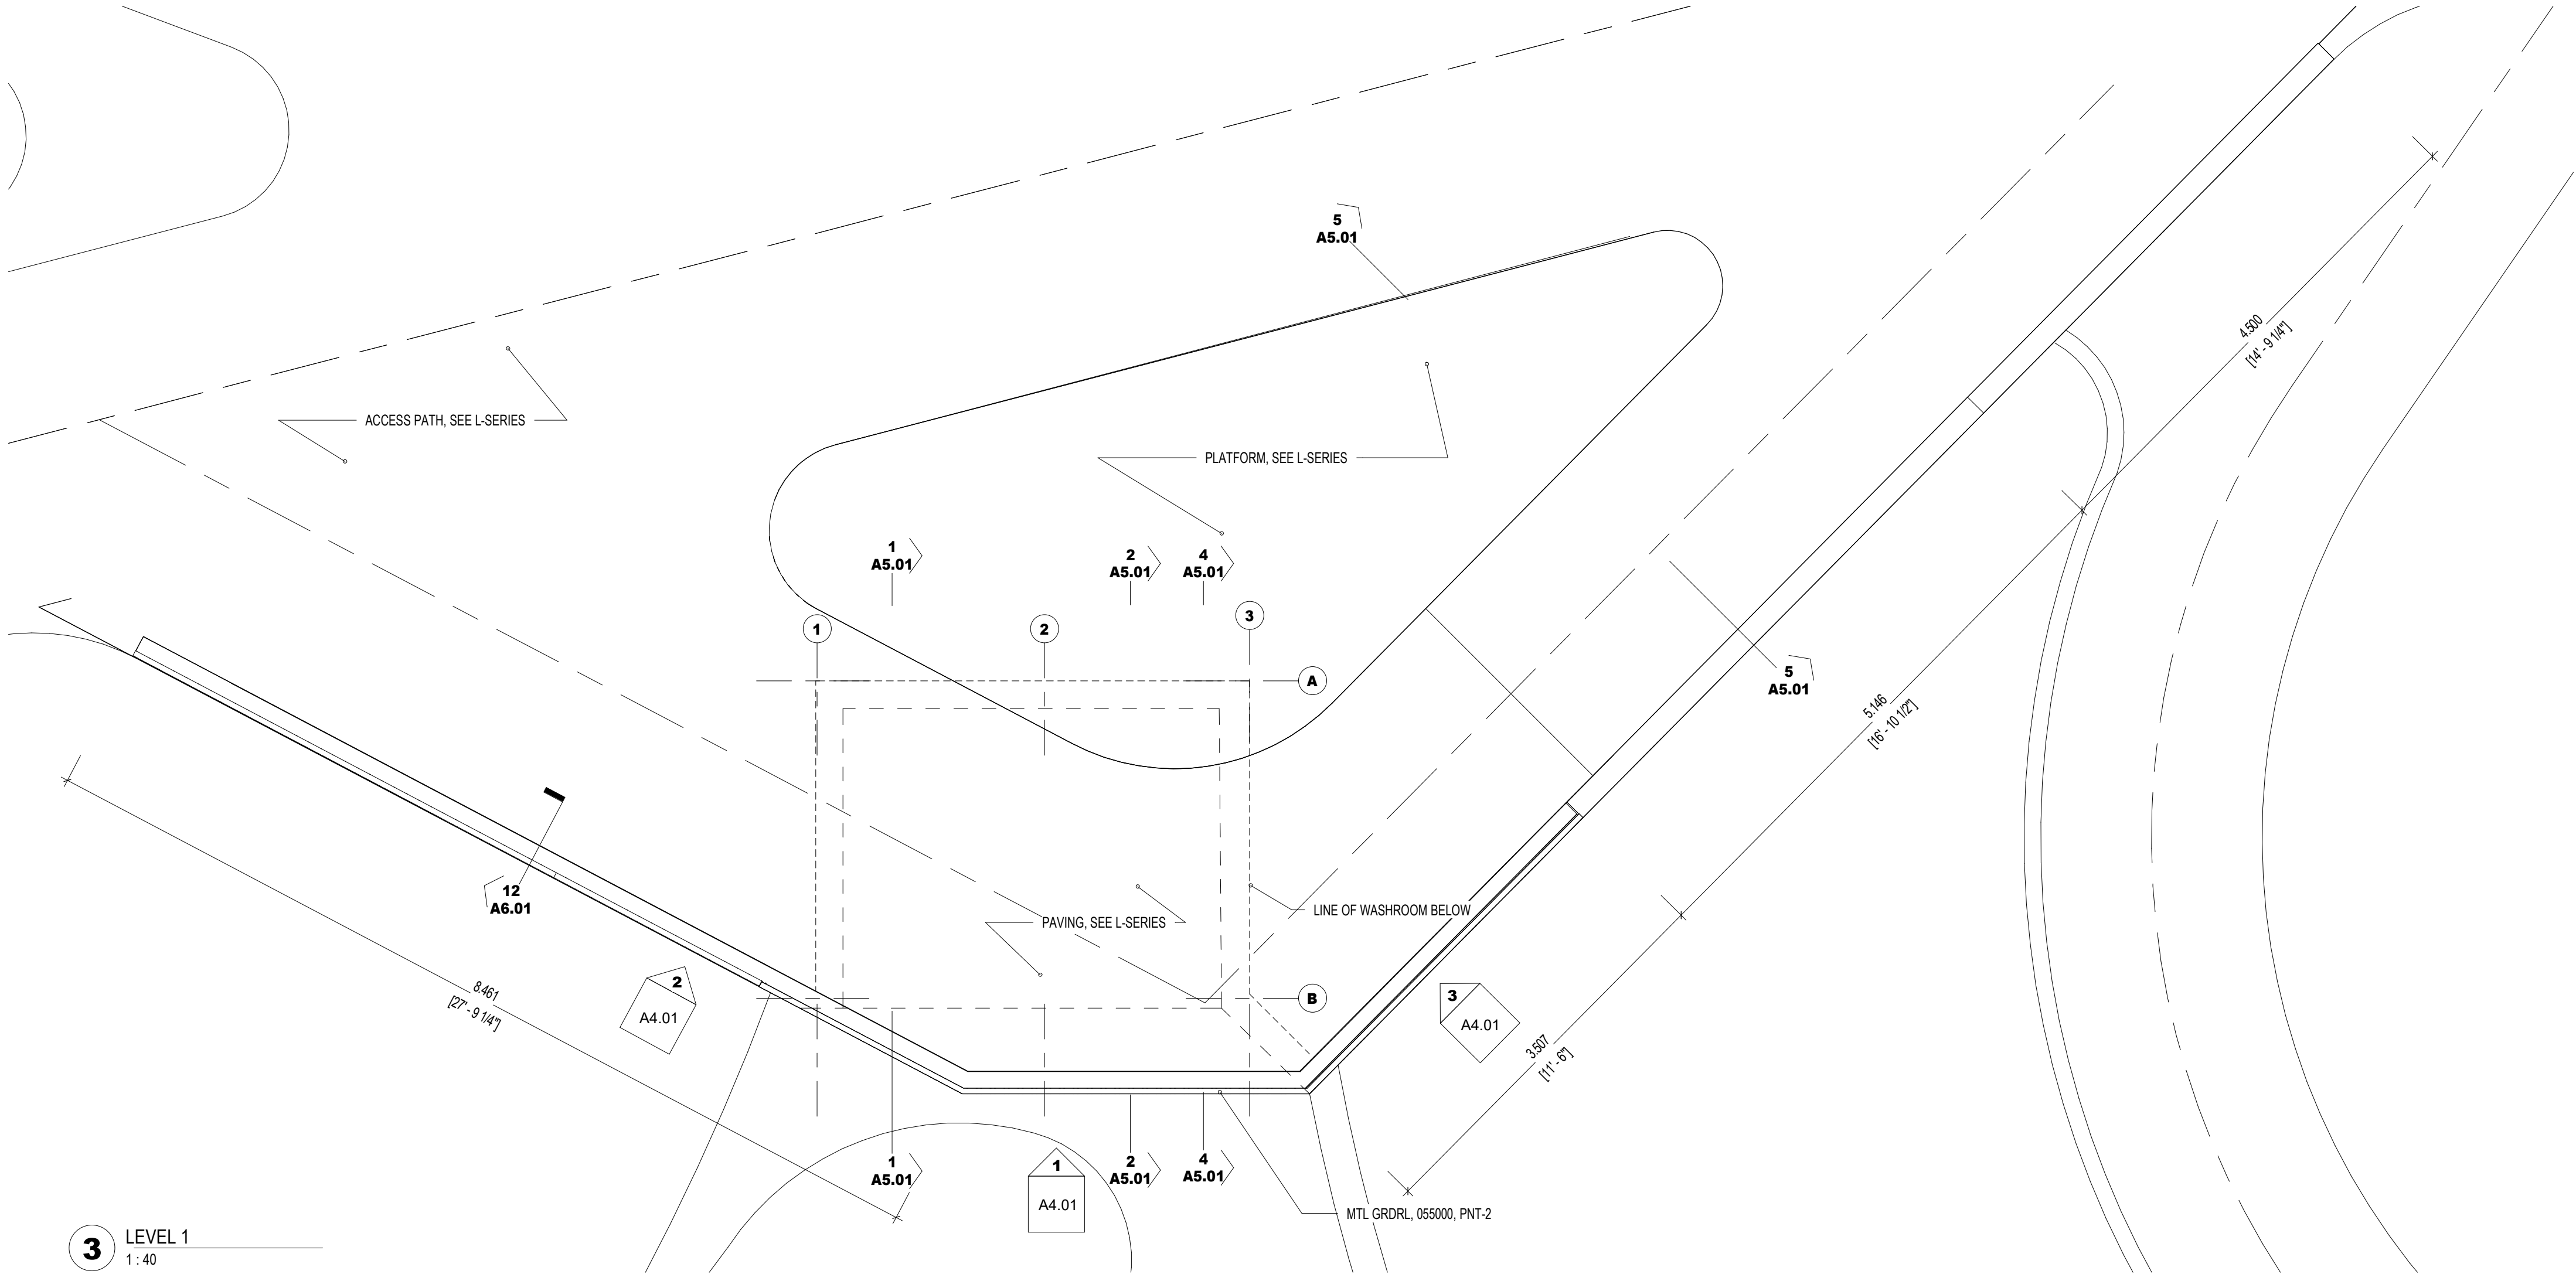 5
A5.01
4.500
[14' - 9 1/4"]
ACCESS PATH, SEE L-SERIES
PLATFORM, SEE L-SERIES
1
A5.01
2
A5.01
4
A5.01
1
2
3
A
5
A5.01
5.146
[16' - 10 1/2"]
12
A6.01
LINE OF WASHROOM BELOW
PAVING, SEE L-SERIES
2
A4.01
8.461
[27' - 9 1/4"]
B
3
A4.01
3.507
[11' - 6"]
1
A5.01
1
A4.01
2
A5.01
4
A5.01
MTL GRDRL, 055000, PNT-2
3
LEVEL 1
1 : 40